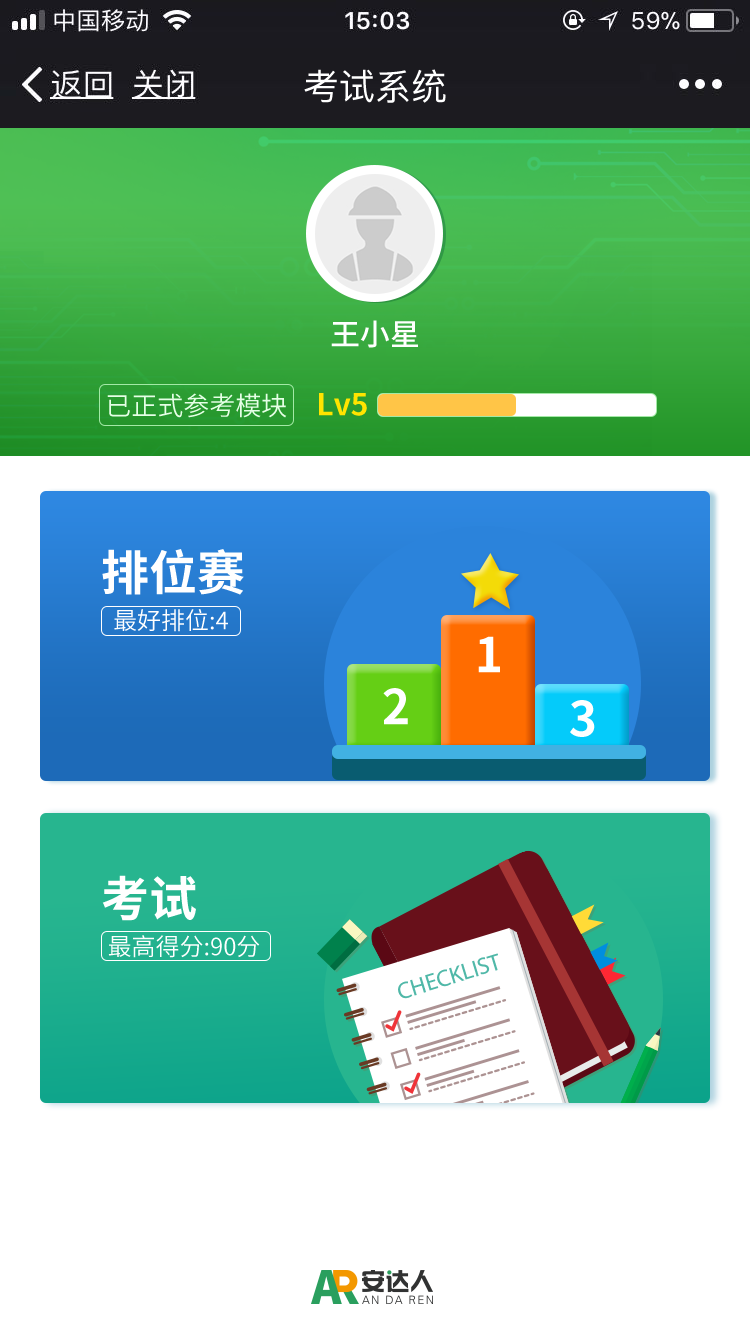 中国移动 15:03 59%
返回 关闭 考试系统
王小星
已正式参考模块 Lv5
排位赛
最好排位:4
1
2
3
考试
最高得分:90分
CHECKLIST
AR 安达人
AN DA REN